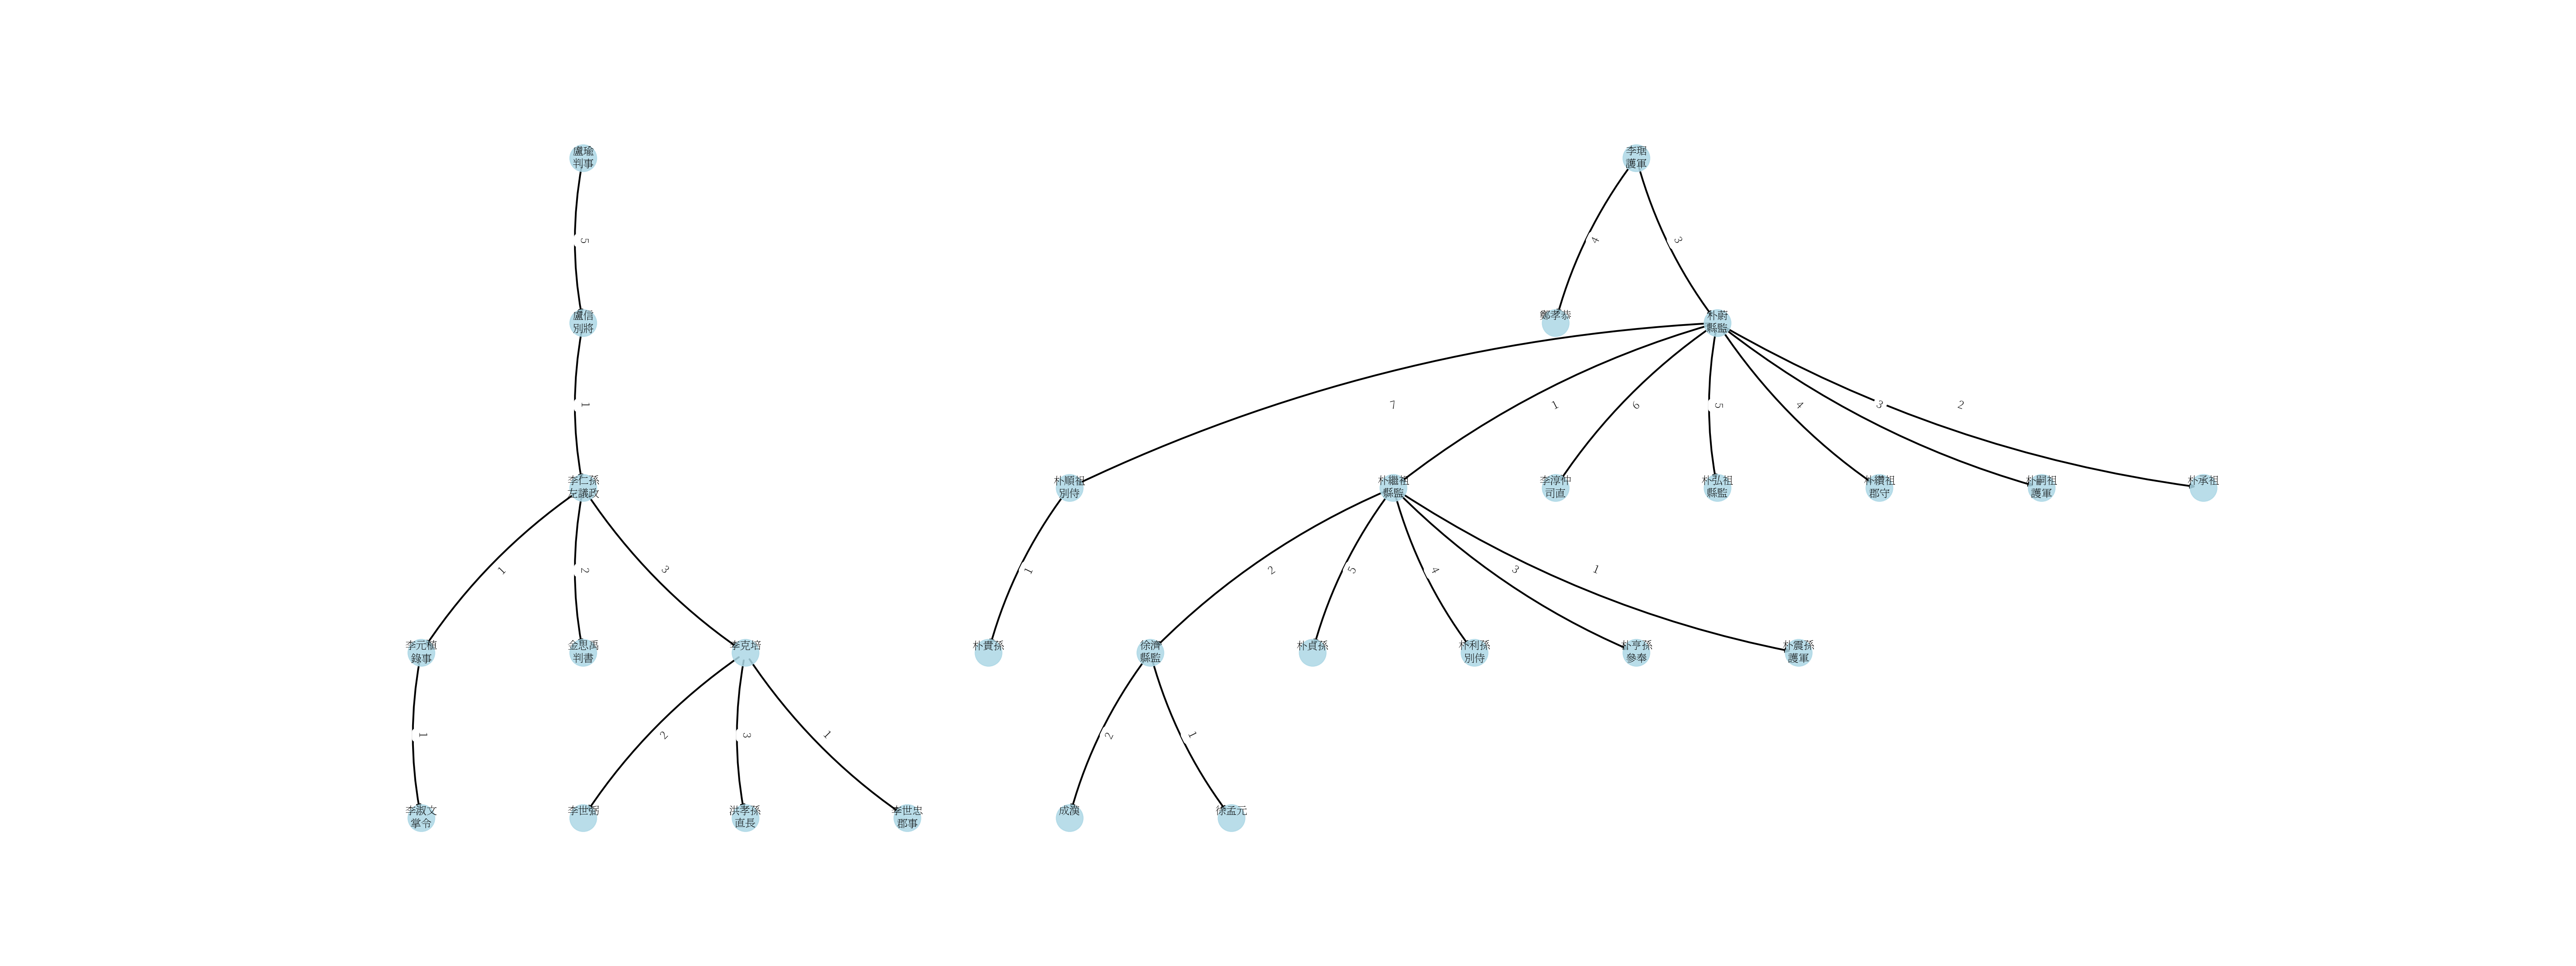 盧瑜
判事
李琚
護軍
5
4
3
盧信
別將
鄭孝恭
朴蔚
縣監
1
7
1
6
5
4
3
2
李仁孫
左議政
朴順祖
別侍
朴繼祖
縣監
李淳仲
司直
朴弘祖
縣監
朴纘祖
郡守
朴嗣祖
護軍
朴承祖
1
2
3
1
2
5
4
3
1
李元稙
錄事
金思禹
判書
李克培
朴貴孫
徐濟
縣監
朴貞孫
朴利孫
別侍
朴亨孫
參奉
朴震孫
護軍
1
2
3
1
2
1
李淑文
掌令
李世弼
洪孝孫
直長
李世忠
郡事
成漢
徐孟元